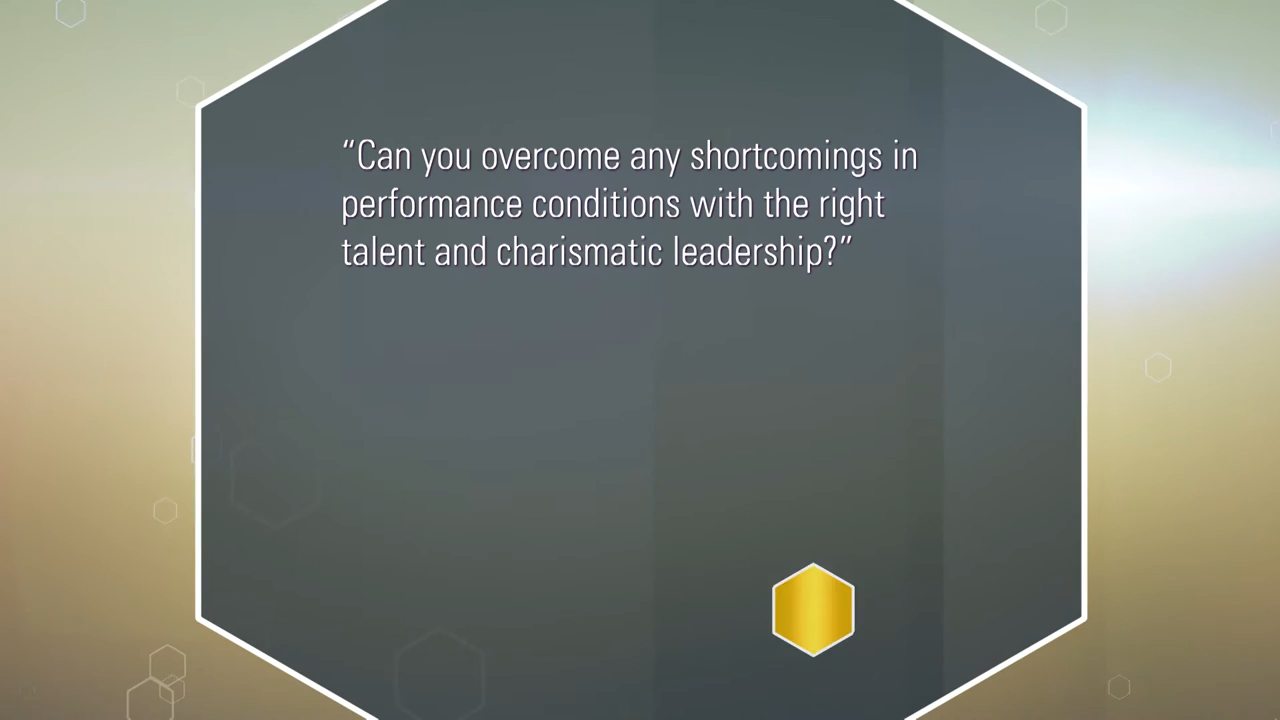 “Can you overcome any shortcomings in
performance conditions with the right
talent and charismatic leadership?”